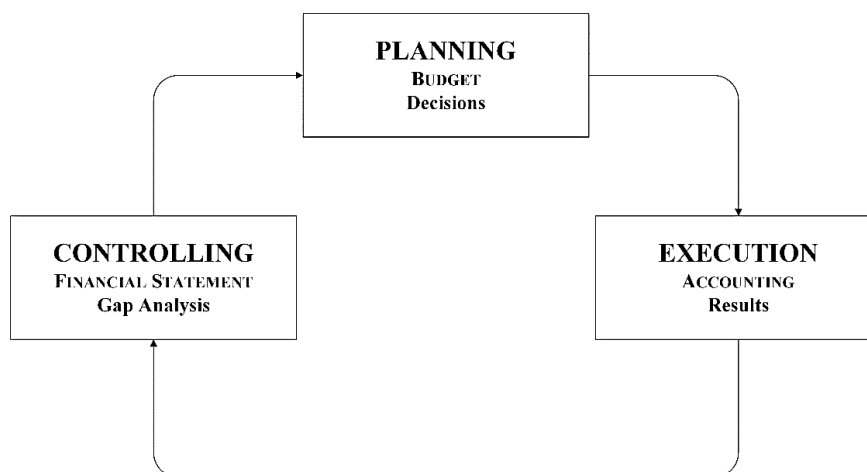 PLANNING
BUDGET
Decisions
CONTROLLING
FINANCIAL STATEMENT
Gap Analysis
EXECUTION
ACCOUNTING
Results